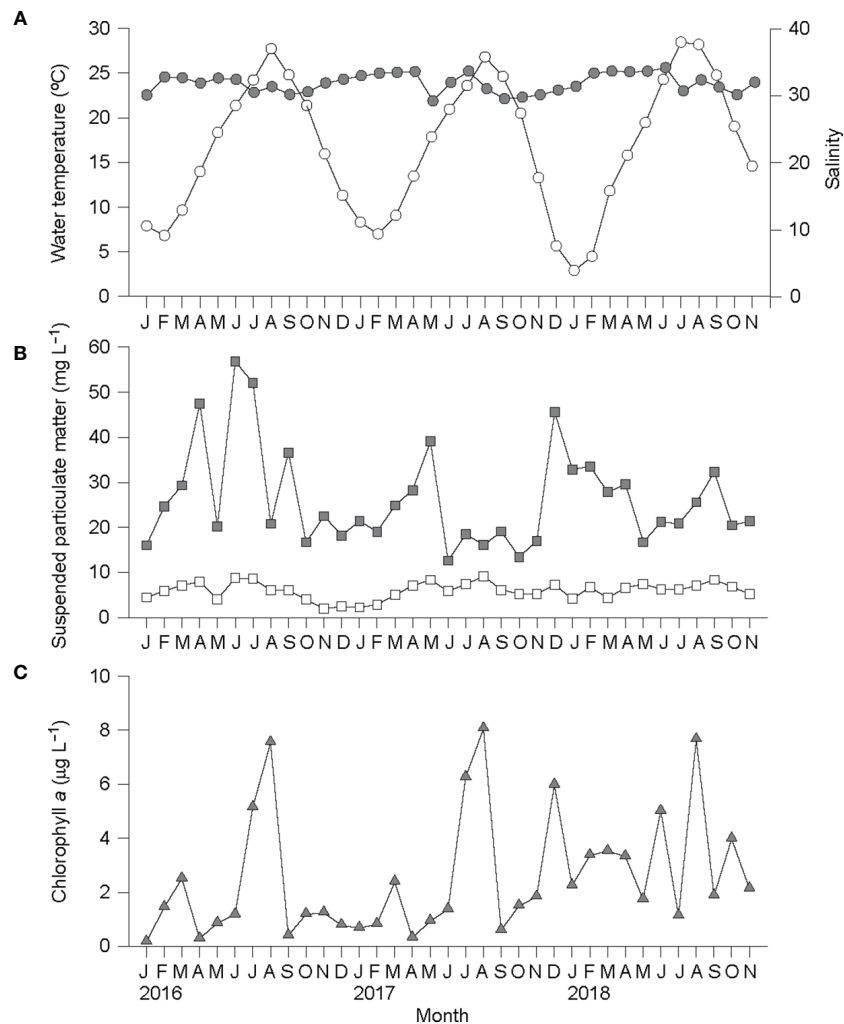 A
30
25
20
15
10
5
0
Water temperature (ºC)
40
30
20
10
0
Salinity
J F M A M J J A S O N D J F M A M J J A S O N D J F M A M J J A S O N
B
60
50
40
30
20
10
0
Suspended particulate matter (mg L⁻¹)
J F M A M J J A S O N D J F M A M J J A S O N D J F M A M J J A S O N
C
10
8
6
4
2
0
Chlorophyll a (μg L⁻¹)
J F M A M J J A S O N D J F M A M J J A S O N D J F M A M J J A S O N
2016 2017 2018
Month